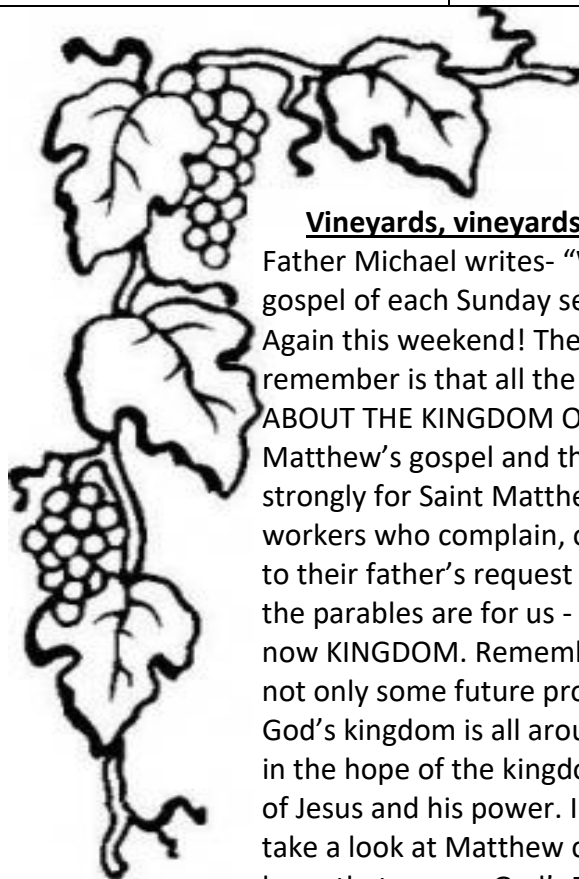 Vineyards, vineyards
Father Michael writes- “
gospel of each Sunday se
Again this weekend! The
remember is that all the
ABOUT THE KINGDOM O
Matthew’s gospel and th
strongly for Saint Matthe
workers who complain, o
to their father’s request
the parables are for us -
now KINGDOM. Rememb
not only some future pro
God’s kingdom is all arou
in the hope of the kingdo
of Jesus and his power. I
take a look at Matthew